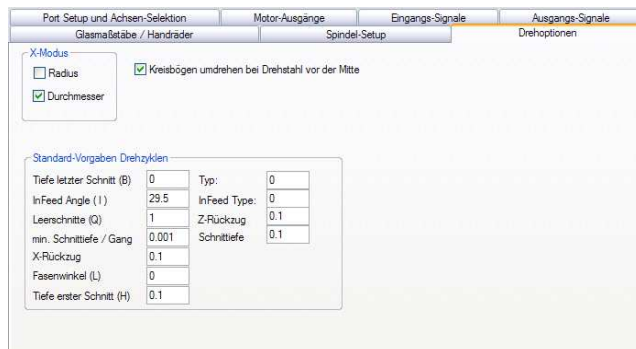 Port Setup und Achsen-Selektion Motor-Ausgänge Eingangs-Signale Ausgangs-Signale
Glasmaßstäbe / Handräder Spindel-Setup Drehoptionen
X-Modus
Radius
Kreisbögen umdrehen bei Drehstahl vor der Mitte
Durchmesser
Standard-Vorgaben Drehzyklen
Tiefe letzter Schnitt (B) 0 Typ: 0
InFeed Angle ( I ) 29.5 InFeed Type: 0
Leerschnitte (Q) 1 Z-Rückzug 0.1
min. Schnittiefe / Gang 0.001 Schnittiefe 0.1
X-Rückzug 0.1
Fasenwinkel (L) 0
Tiefe erster Schnitt (H) 0.1